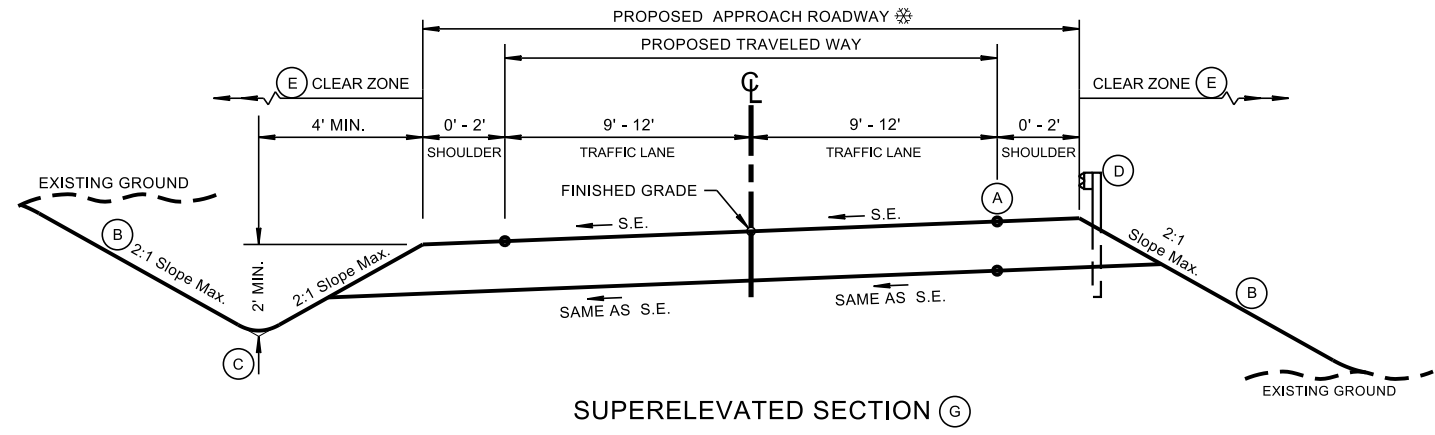 PROPOSED APPROACH ROADWAY ❄
PROPOSED TRAVELED WAY
E CLEAR ZONE
CLEAR ZONE E
℄
4' MIN.
0' - 2'
9' - 12'
9' - 12'
0' - 2'
SHOULDER
TRAFFIC LANE
TRAFFIC LANE
SHOULDER
EXISTING GROUND
FINISHED GRADE
D
A
S.E.
S.E.
B
2:1 Slope Max.
2' MIN.
2:1 Slope Max.
2:1
Slope Max.
B
SAME AS S.E.
SAME AS S.E.
C
EXISTING GROUND
SUPERELEVATED SECTION G